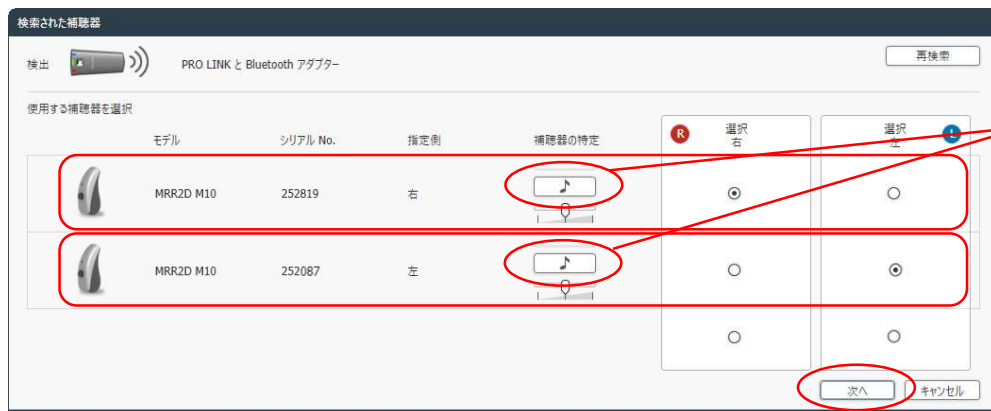 検索された補聴器
検出 PRO LINK と Bluetooth アダプター 再検索
使用する補聴器を選択
モデル シリアル No. 指定側 補聴器の特定 R 選択 右 選択 左 L
MRR2D M10 252819 右
MRR2D M10 252087 左
次へ キャンセル